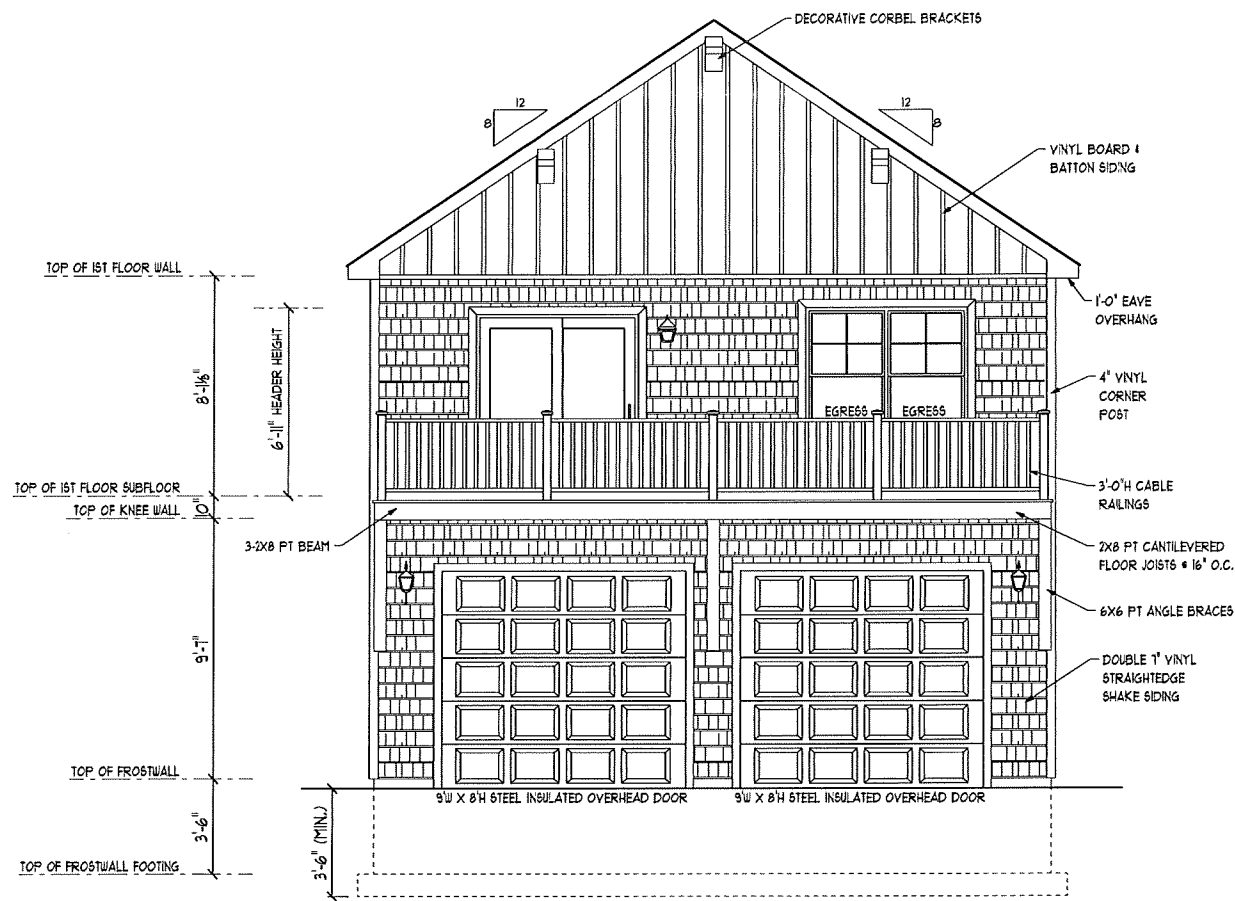 DECORATIVE CORBEL BRACKETS
12
8
12
8
VINYL BOARD &
BATTON SIDING
TOP OF 1ST FLOOR WALL
1'-0" EAVE
OVERHANG
6'-11" HEADER HEIGHT
8'-1⅛"
4" VINYL
CORNER
POST
EGRESS
EGRESS
TOP OF 1ST FLOOR SUBFLOOR
3'-0"H CABLE
RAILINGS
10"
TOP OF KNEE WALL
3-2X8 PT BEAM
2X8 PT CANTILEVERED
FLOOR JOISTS @ 16" O.C.
6X6 PT ANGLE BRACES
9'-7"
DOUBLE 7" VINYL
STRAIGHTEDGE
SHAKE SIDING
TOP OF FROSTWALL
9'W X 8'H STEEL INSULATED OVERHEAD DOOR
9'W X 8'H STEEL INSULATED OVERHEAD DOOR
3'-6"
3'-6" (MIN.)
TOP OF FROSTWALL FOOTING